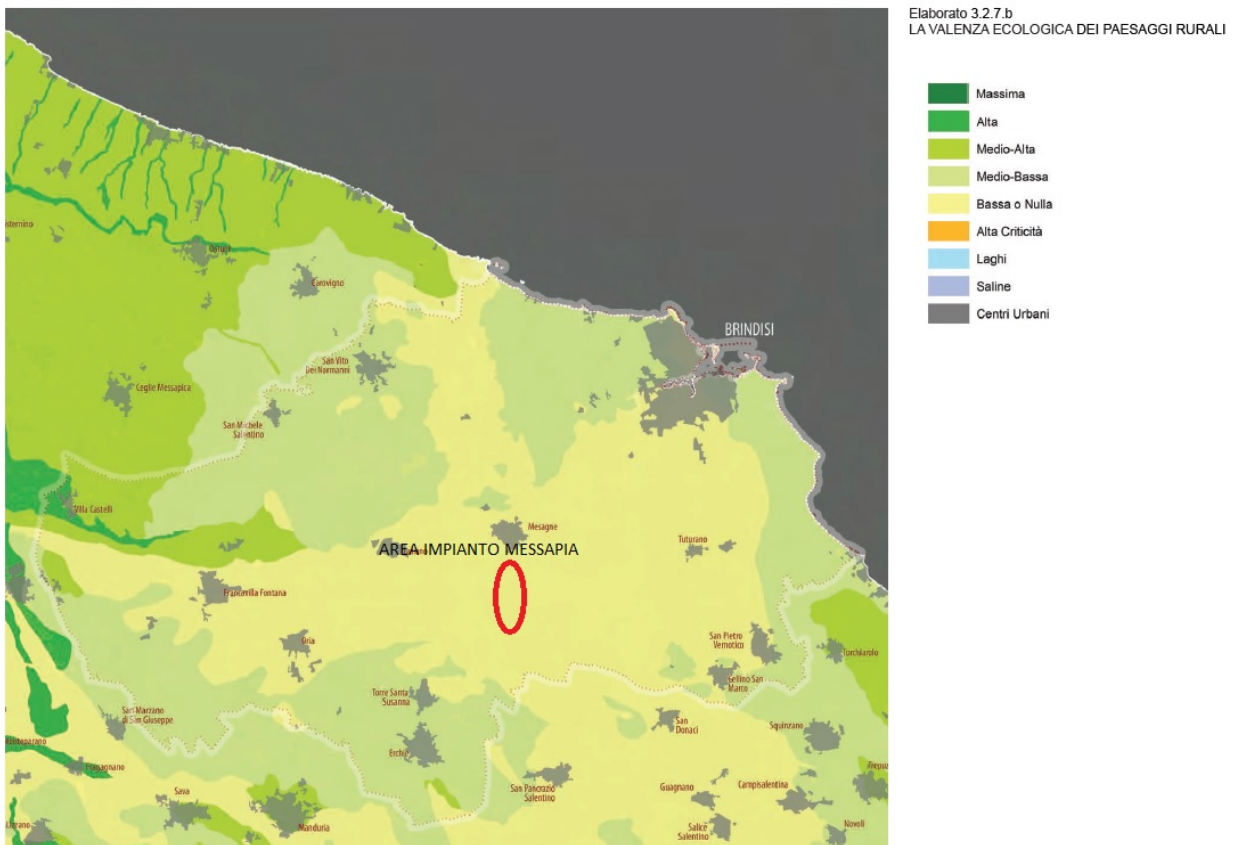 Elaborato 3.2.7.b
LA VALENZA ECOLOGICA DEI PAESAGGI RURALI
Massima
Alta
Medio-Alta
Medio-Bassa
Bassa o Nulla
Alta Criticità
Laghi
Saline
Centri Urbani
Ostuni
Carovigno
BRINDISI
San Vito
Dei Normanni
Ceglie Messapica
San Michele
Salentino
Villa Castelli
Mesagne
AREA IMPIANTO MESSAPIA
Tuturano
Francavilla Fontana
Oria
San Pietro
Vernotico
Torchiarolo
Cellino San
Marco
Torre Santa
Susanna
San Marzano
di San Giuseppe
San
Donaci
Squinzano
Erchie
Fragagnano
San Pancrazio
Salentino
Guagnano
Campisalentina
Sava
Manduria
Salice
Salentino
Novoli